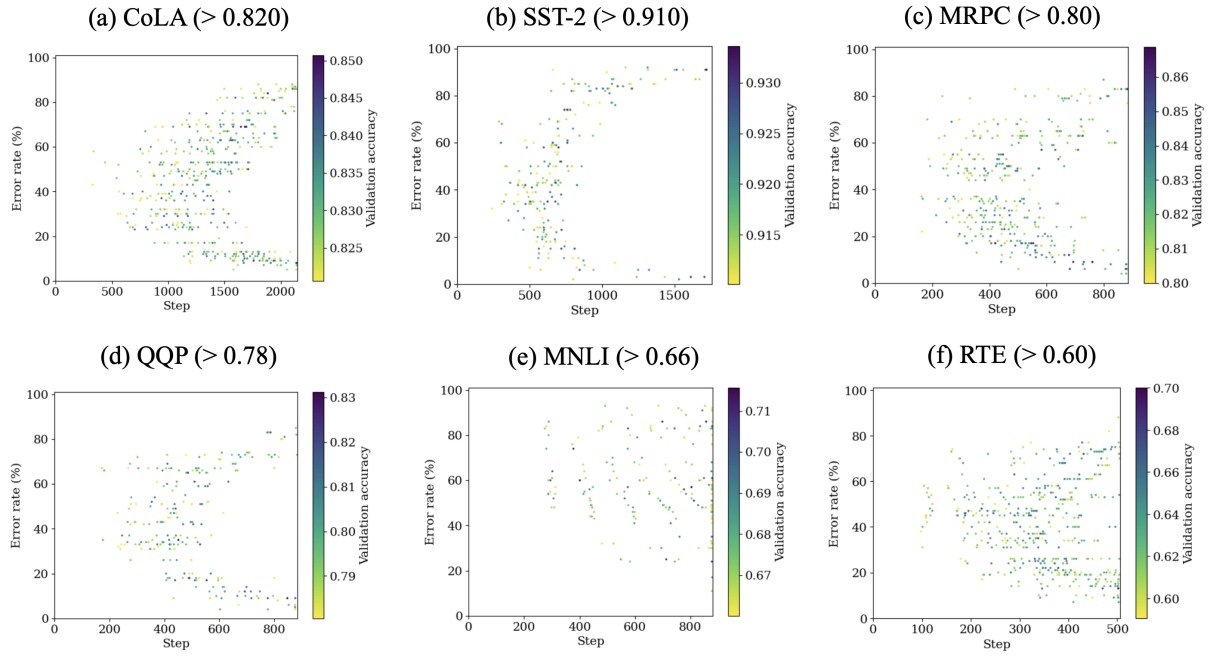 (a) CoLA (> 0.820)
(b) SST-2 (> 0.910)
(c) MRPC (> 0.80)
100
80
60
40
20
0
Error rate (%)
0 500 1000 1500 2000
Step
0.850
0.845
0.840
0.835
0.830
0.825
Validation accuracy
100
80
60
40
20
0
Error rate (%)
0 500 1000 1500
Step
0.930
0.925
0.920
0.915
Validation accuracy
100
80
60
40
20
0
Error rate (%)
0 200 400 600 800
Step
0.86
0.85
0.84
0.83
0.82
0.81
0.80
Validation accuracy
(d) QQP (> 0.78)
(e) MNLI (> 0.66)
(f) RTE (> 0.60)
100
80
60
40
20
0
Error rate (%)
0 200 400 600 800
Step
0.83
0.82
0.81
0.80
0.79
Validation accuracy
100
80
60
40
20
0
Error rate (%)
0 200 400 600 800
Step
0.71
0.70
0.69
0.68
0.67
Validation accuracy
100
80
60
40
20
0
Error rate (%)
0 100 200 300 400 500
Step
0.70
0.68
0.66
0.64
0.62
0.60
Validation accuracy